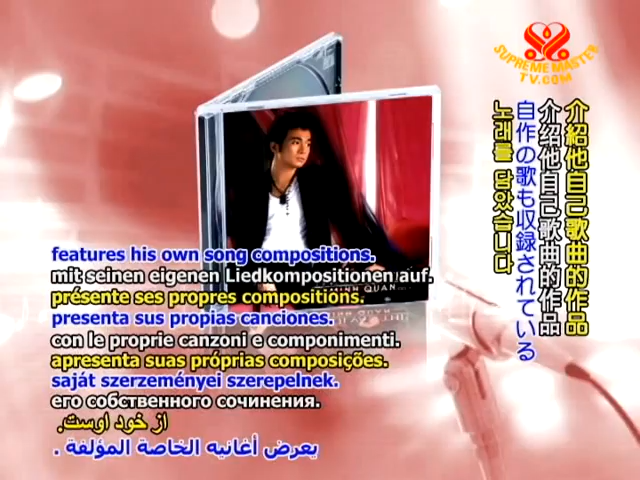 SUPREME MASTER
TV.COM
介紹他自己歌曲的作品
介绍他自己歌曲的作品
自作の歌も収録されている
노래를 담았습니다
MINH QUAN
features his own song compositions.
mit seinen eigenen Liedkompositionen auf.
présente ses propres compositions.
presenta sus propias canciones.
con le proprie canzoni e componimenti.
apresenta suas próprias composições.
saját szerzeményei szerepelnek.
его собственного сочинения.
از خود اوست.
يعرض أغانيه الخاصة المؤلفة .